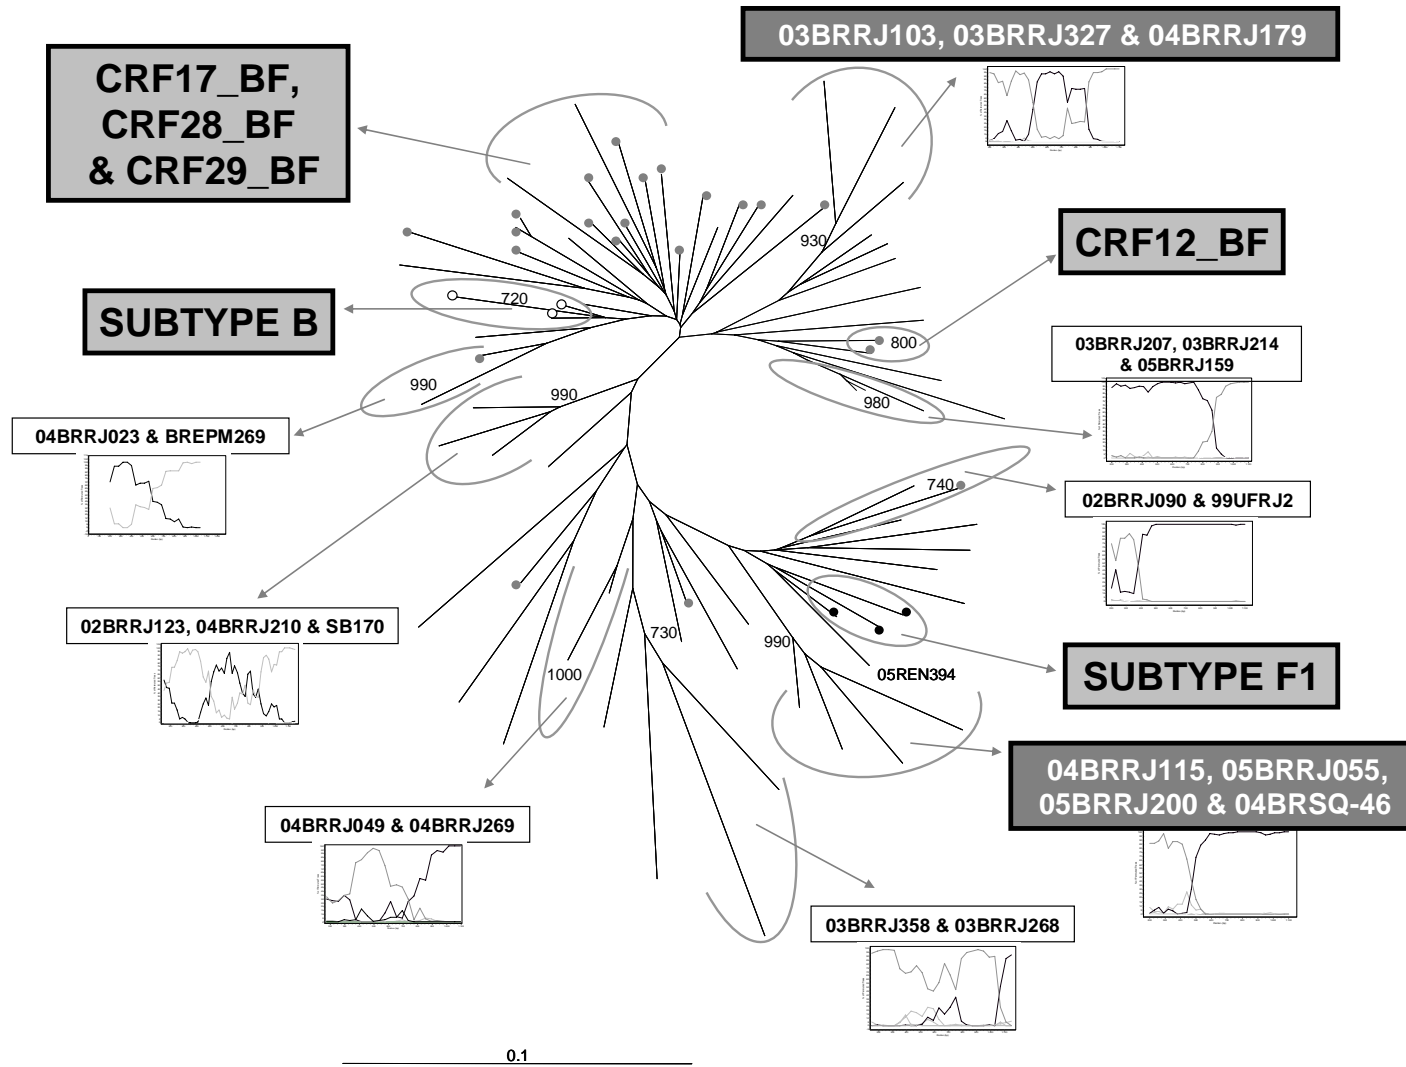 03BRRJ103, 03BRRJ327 & 04BRRJ179
CRF17_BF,
CRF28_BF
& CRF29_BF
930
CRF12_BF
720
SUBTYPE B
800
03BRRJ207, 03BRRJ214
& 05BRRJ159
990
990
980
04BRRJ023 & BREPM269
740
02BRRJ090 & 99UFRJ2
02BRRJ123, 04BRRJ210 & SB170
730
990
1000
05REN394
SUBTYPE F1
04BRRJ115, 05BRRJ055,
05BRRJ200 & 04BRSQ-46
04BRRJ049 & 04BRRJ269
03BRRJ358 & 03BRRJ268
0.1